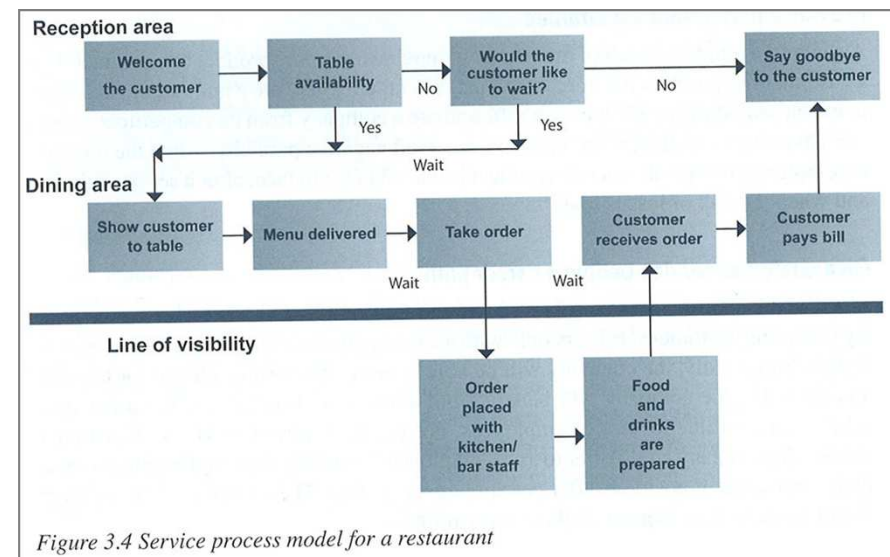 Reception area
Welcome
the customer
Table
availability
No
Would the
customer like
to wait?
No
Say goodbye
to the customer
Yes
Yes
Wait
Dining area
Show customer
to table
Menu delivered
Take order
Customer
receives order
Customer
pays bill
Wait
Wait
Line of visibility
Order
placed
with
kitchen/
bar staff
Food
and
drinks
are
prepared
Figure 3.4 Service process model for a restaurant